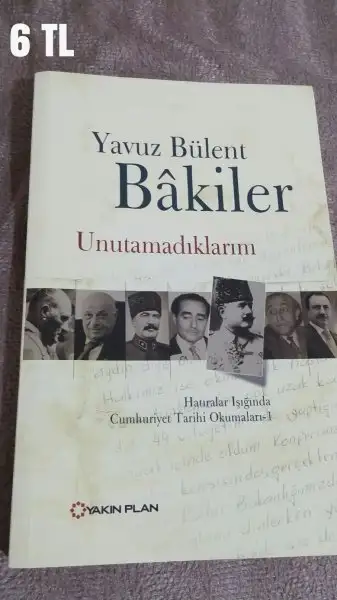 6 TL
Yavuz Bülent
Bâkiler
Unutamadıklarım
Hatıralar Işığında
Cumhuriyet Tarihi Okumaları-1
YAKIN PLAN